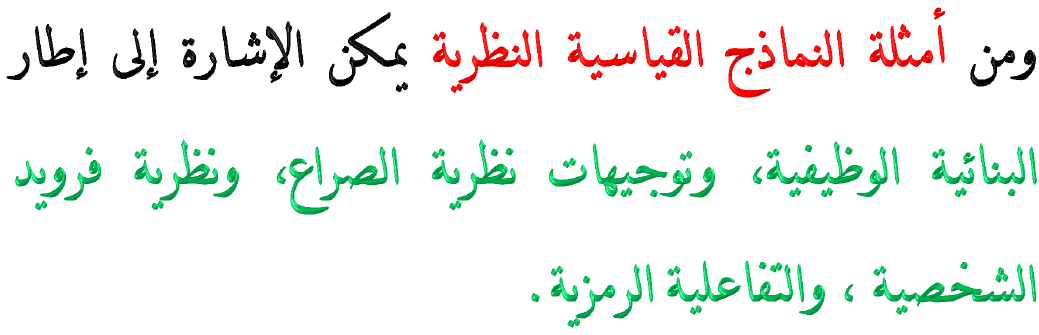 ومن أمثلة النماذج القياسية النظرية يمكن الإشارة إلى إطار
البنائية الوظيفية، وتوجيهات نظرية الصراع، ونظرية فرويد
الشخصية ، والتفاعلية الرمزية.